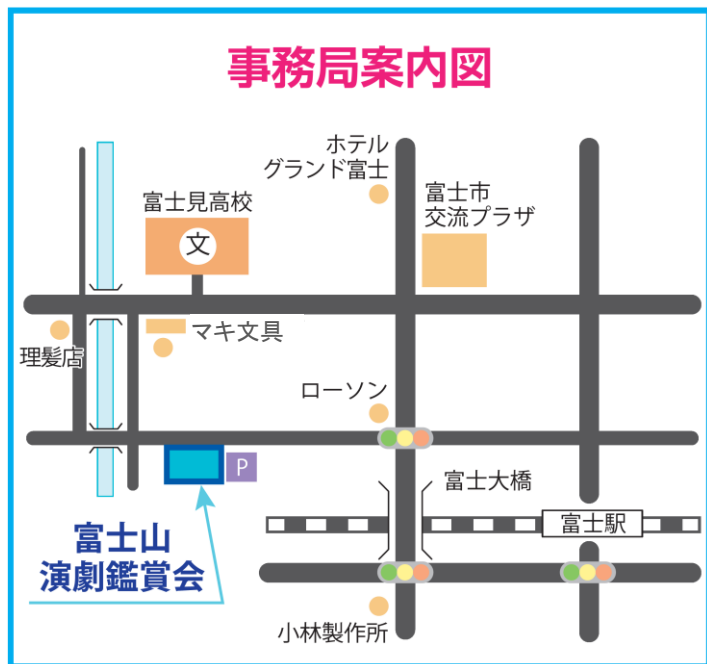 事務局案内図
ホテル
グランド富士
富士見高校
文
富士市
交流プラザ
マキ文具
理髪店
ローソン
P
富士大橋
富士駅
富士山
演劇鑑賞会
小林製作所